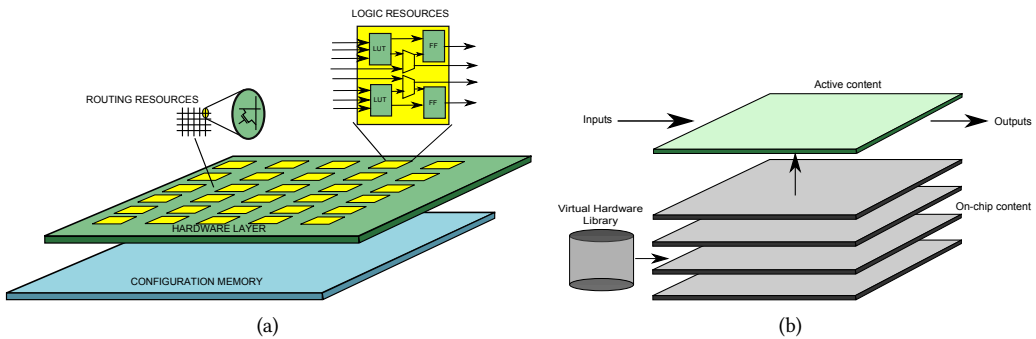 LOGIC RESOURCES
LUT
FF
LUT
FF
ROUTING RESOURCES
HARDWARE LAYER
CONFIGURATION MEMORY
(a)
Active content
Inputs
Outputs
Virtual Hardware
Library
On-chip content
(b)